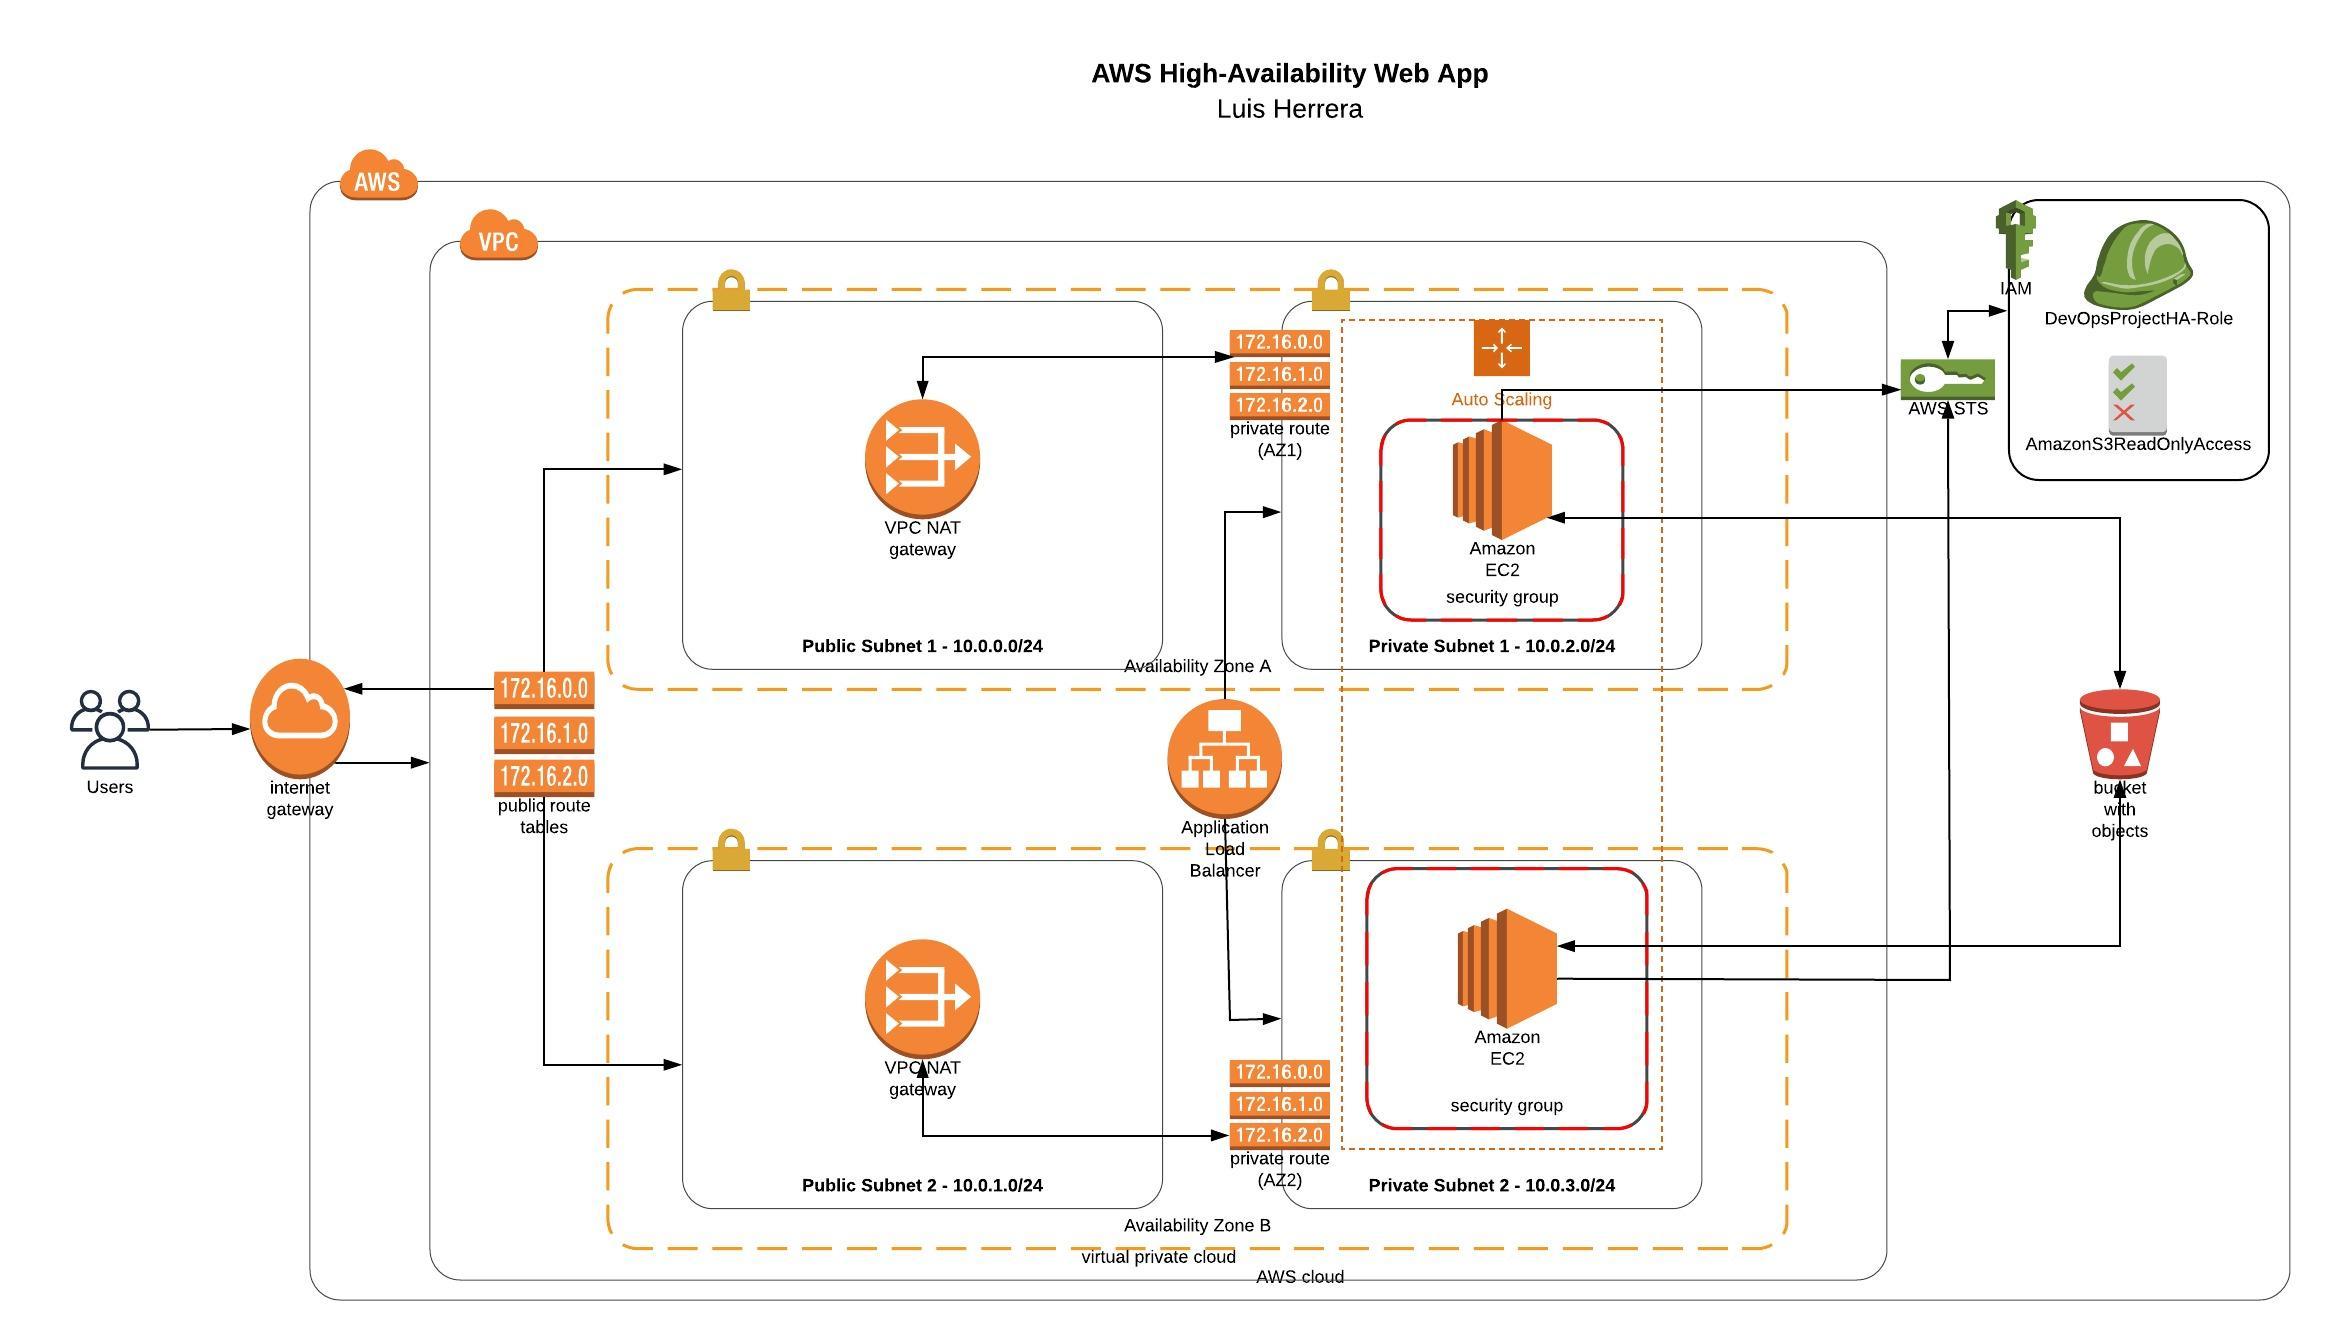 AWS High-Availability Web App
Luis Herrera
AWS
VPC
IAM
DevOpsProjectHA-Role
AmazonS3ReadOnlyAccess
AWS STS
172.16.0.0
172.16.1.0
172.16.2.0
private route
(AZ1)
Auto Scaling
Amazon
EC2
security group
VPC NAT
gateway
Public Subnet 1 - 10.0.0.0/24
Private Subnet 1 - 10.0.2.0/24
Availability Zone A
Users
internet
gateway
172.16.0.0
172.16.1.0
172.16.2.0
public route
tables
Application
Load
Balancer
bucket
with
objects
VPC NAT
gateway
Amazon
EC2
security group
172.16.0.0
172.16.1.0
172.16.2.0
private route
(AZ2)
Public Subnet 2 - 10.0.1.0/24
Private Subnet 2 - 10.0.3.0/24
Availability Zone B
virtual private cloud
AWS cloud